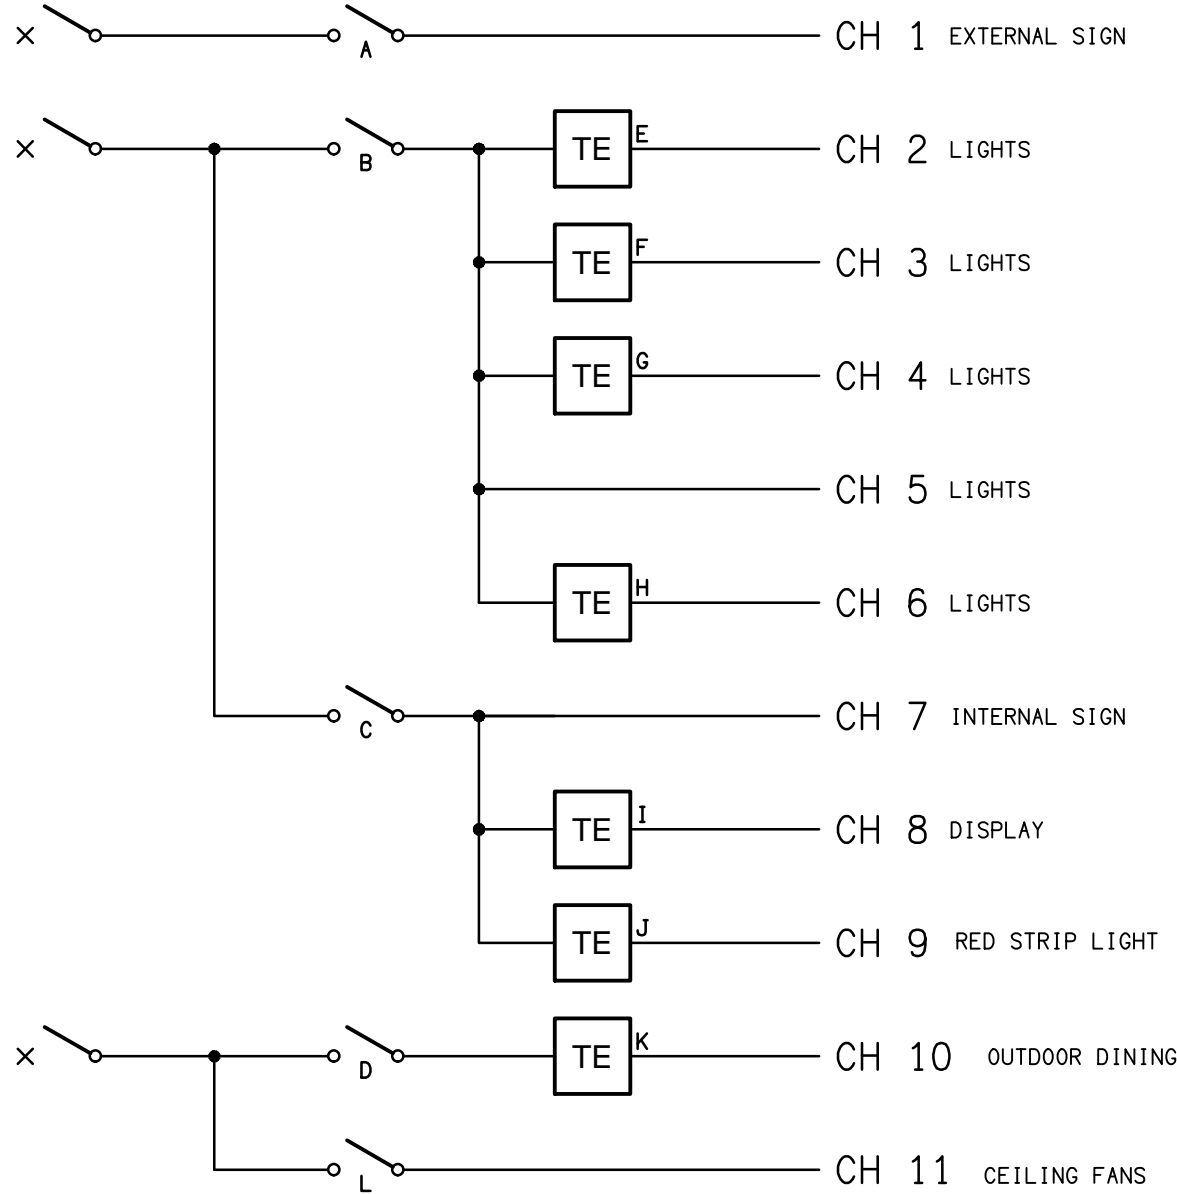 A CH 1 EXTERNAL SIGN
B TE E CH 2 LIGHTS
TE F CH 3 LIGHTS
TE G CH 4 LIGHTS
CH 5 LIGHTS
TE H CH 6 LIGHTS
C CH 7 INTERNAL SIGN
TE I CH 8 DISPLAY
TE J CH 9 RED STRIP LIGHT
D TE K CH 10 OUTDOOR DINING
L CH 11 CEILING FANS